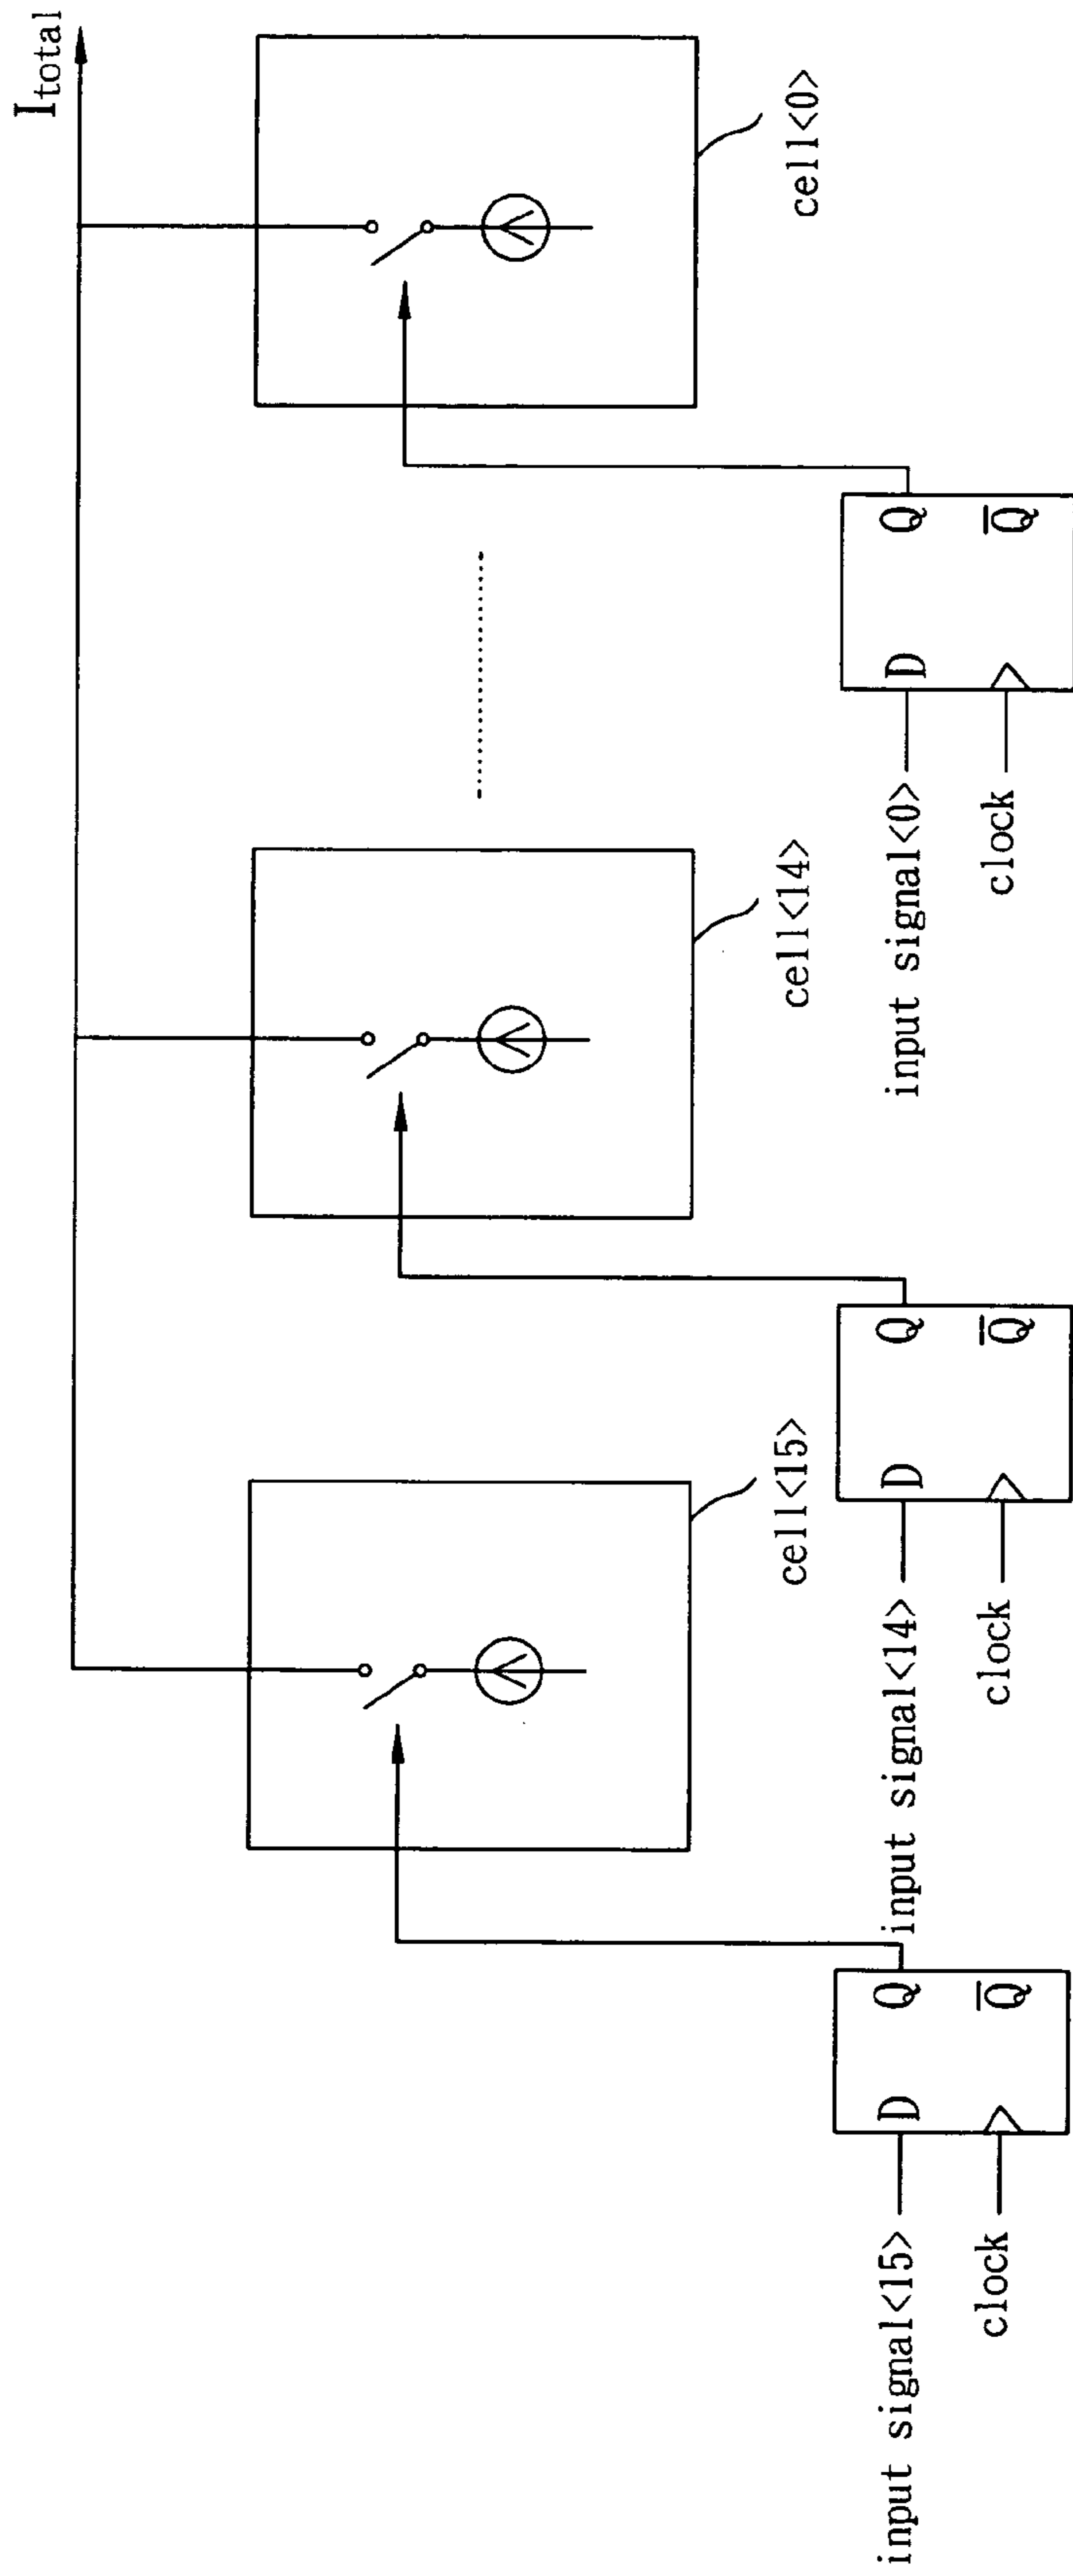 I_total
cell<15>
cell<14>
cell<0>
input signal<15>
D
Q
Q̅
clock
input signal<14>
D
Q
Q̅
clock
input signal<0>
D
Q
Q̅
clock